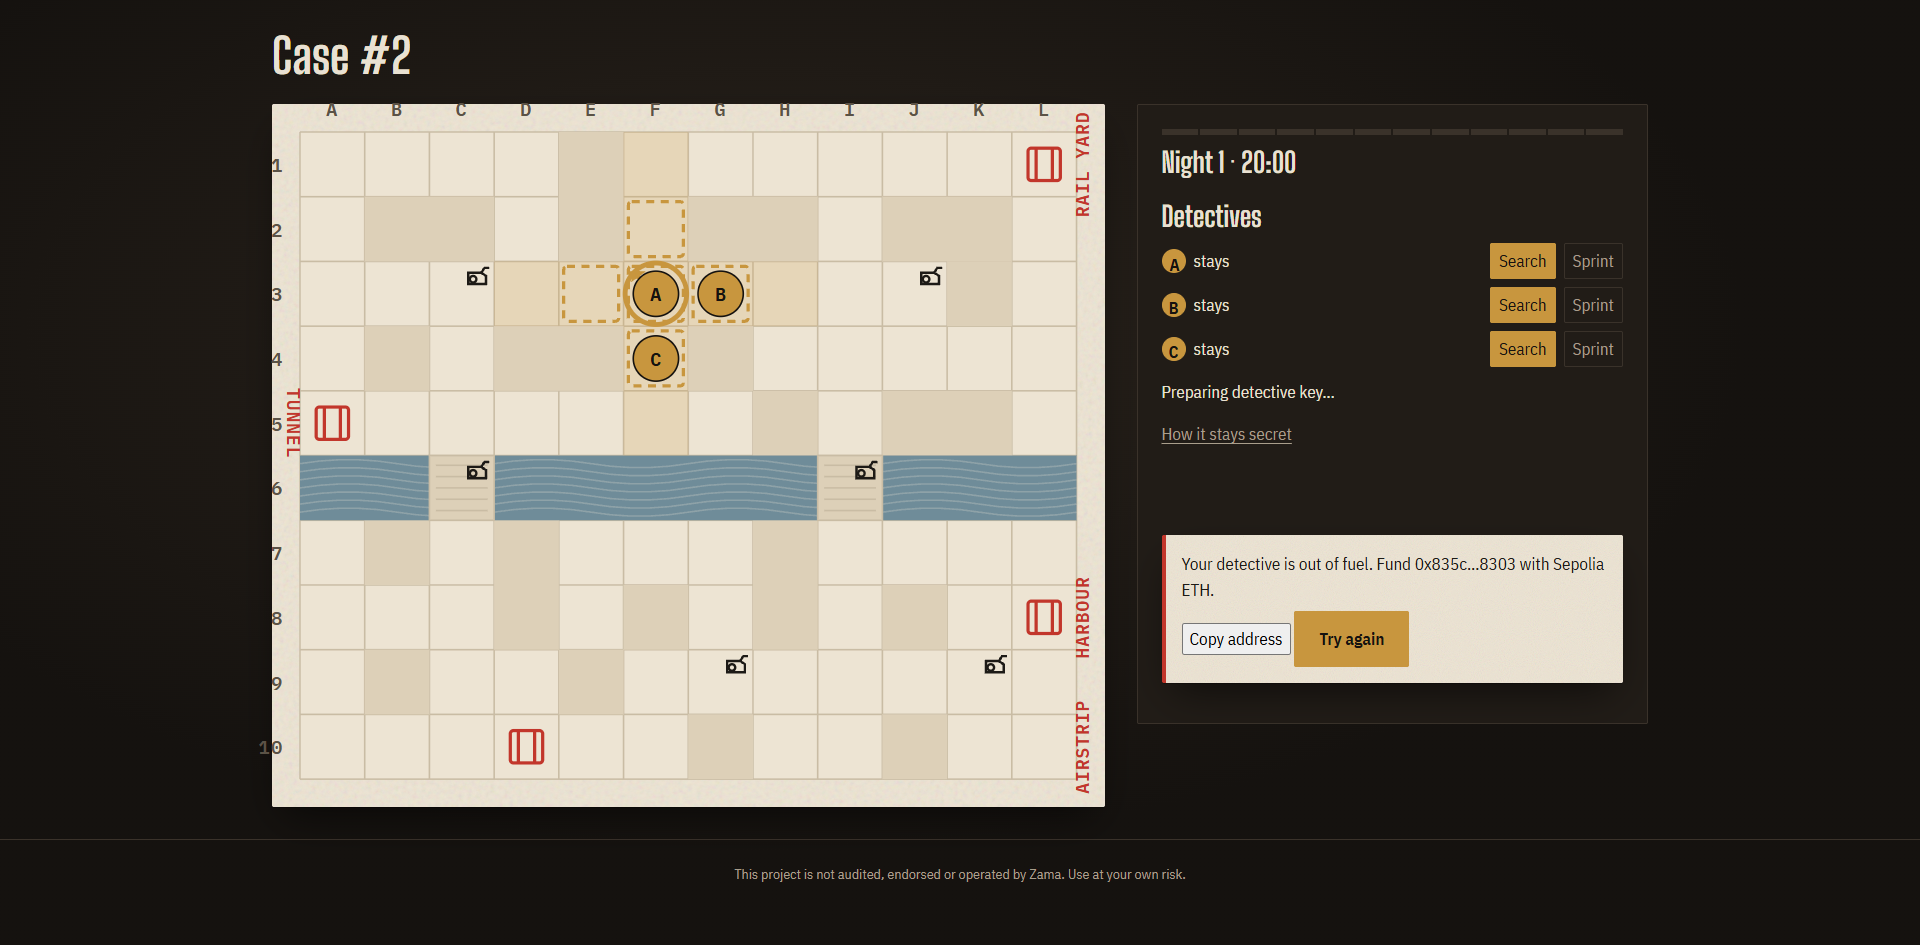 Case #2
A B C D E F G H I J K L
1
2
3
4
5
6
7
8
9
10
RAIL YARD
TUNNEL
HARBOUR
AIRSTRIP
A
B
C
Night 1 · 20:00
Detectives
A stays Search Sprint
B stays Search Sprint
C stays Search Sprint
Preparing detective key...
How it stays secret
Your detective is out of fuel. Fund 0x835c...8303 with Sepolia
ETH.
Copy address Try again
This project is not audited, endorsed or operated by Zama. Use at your own risk.